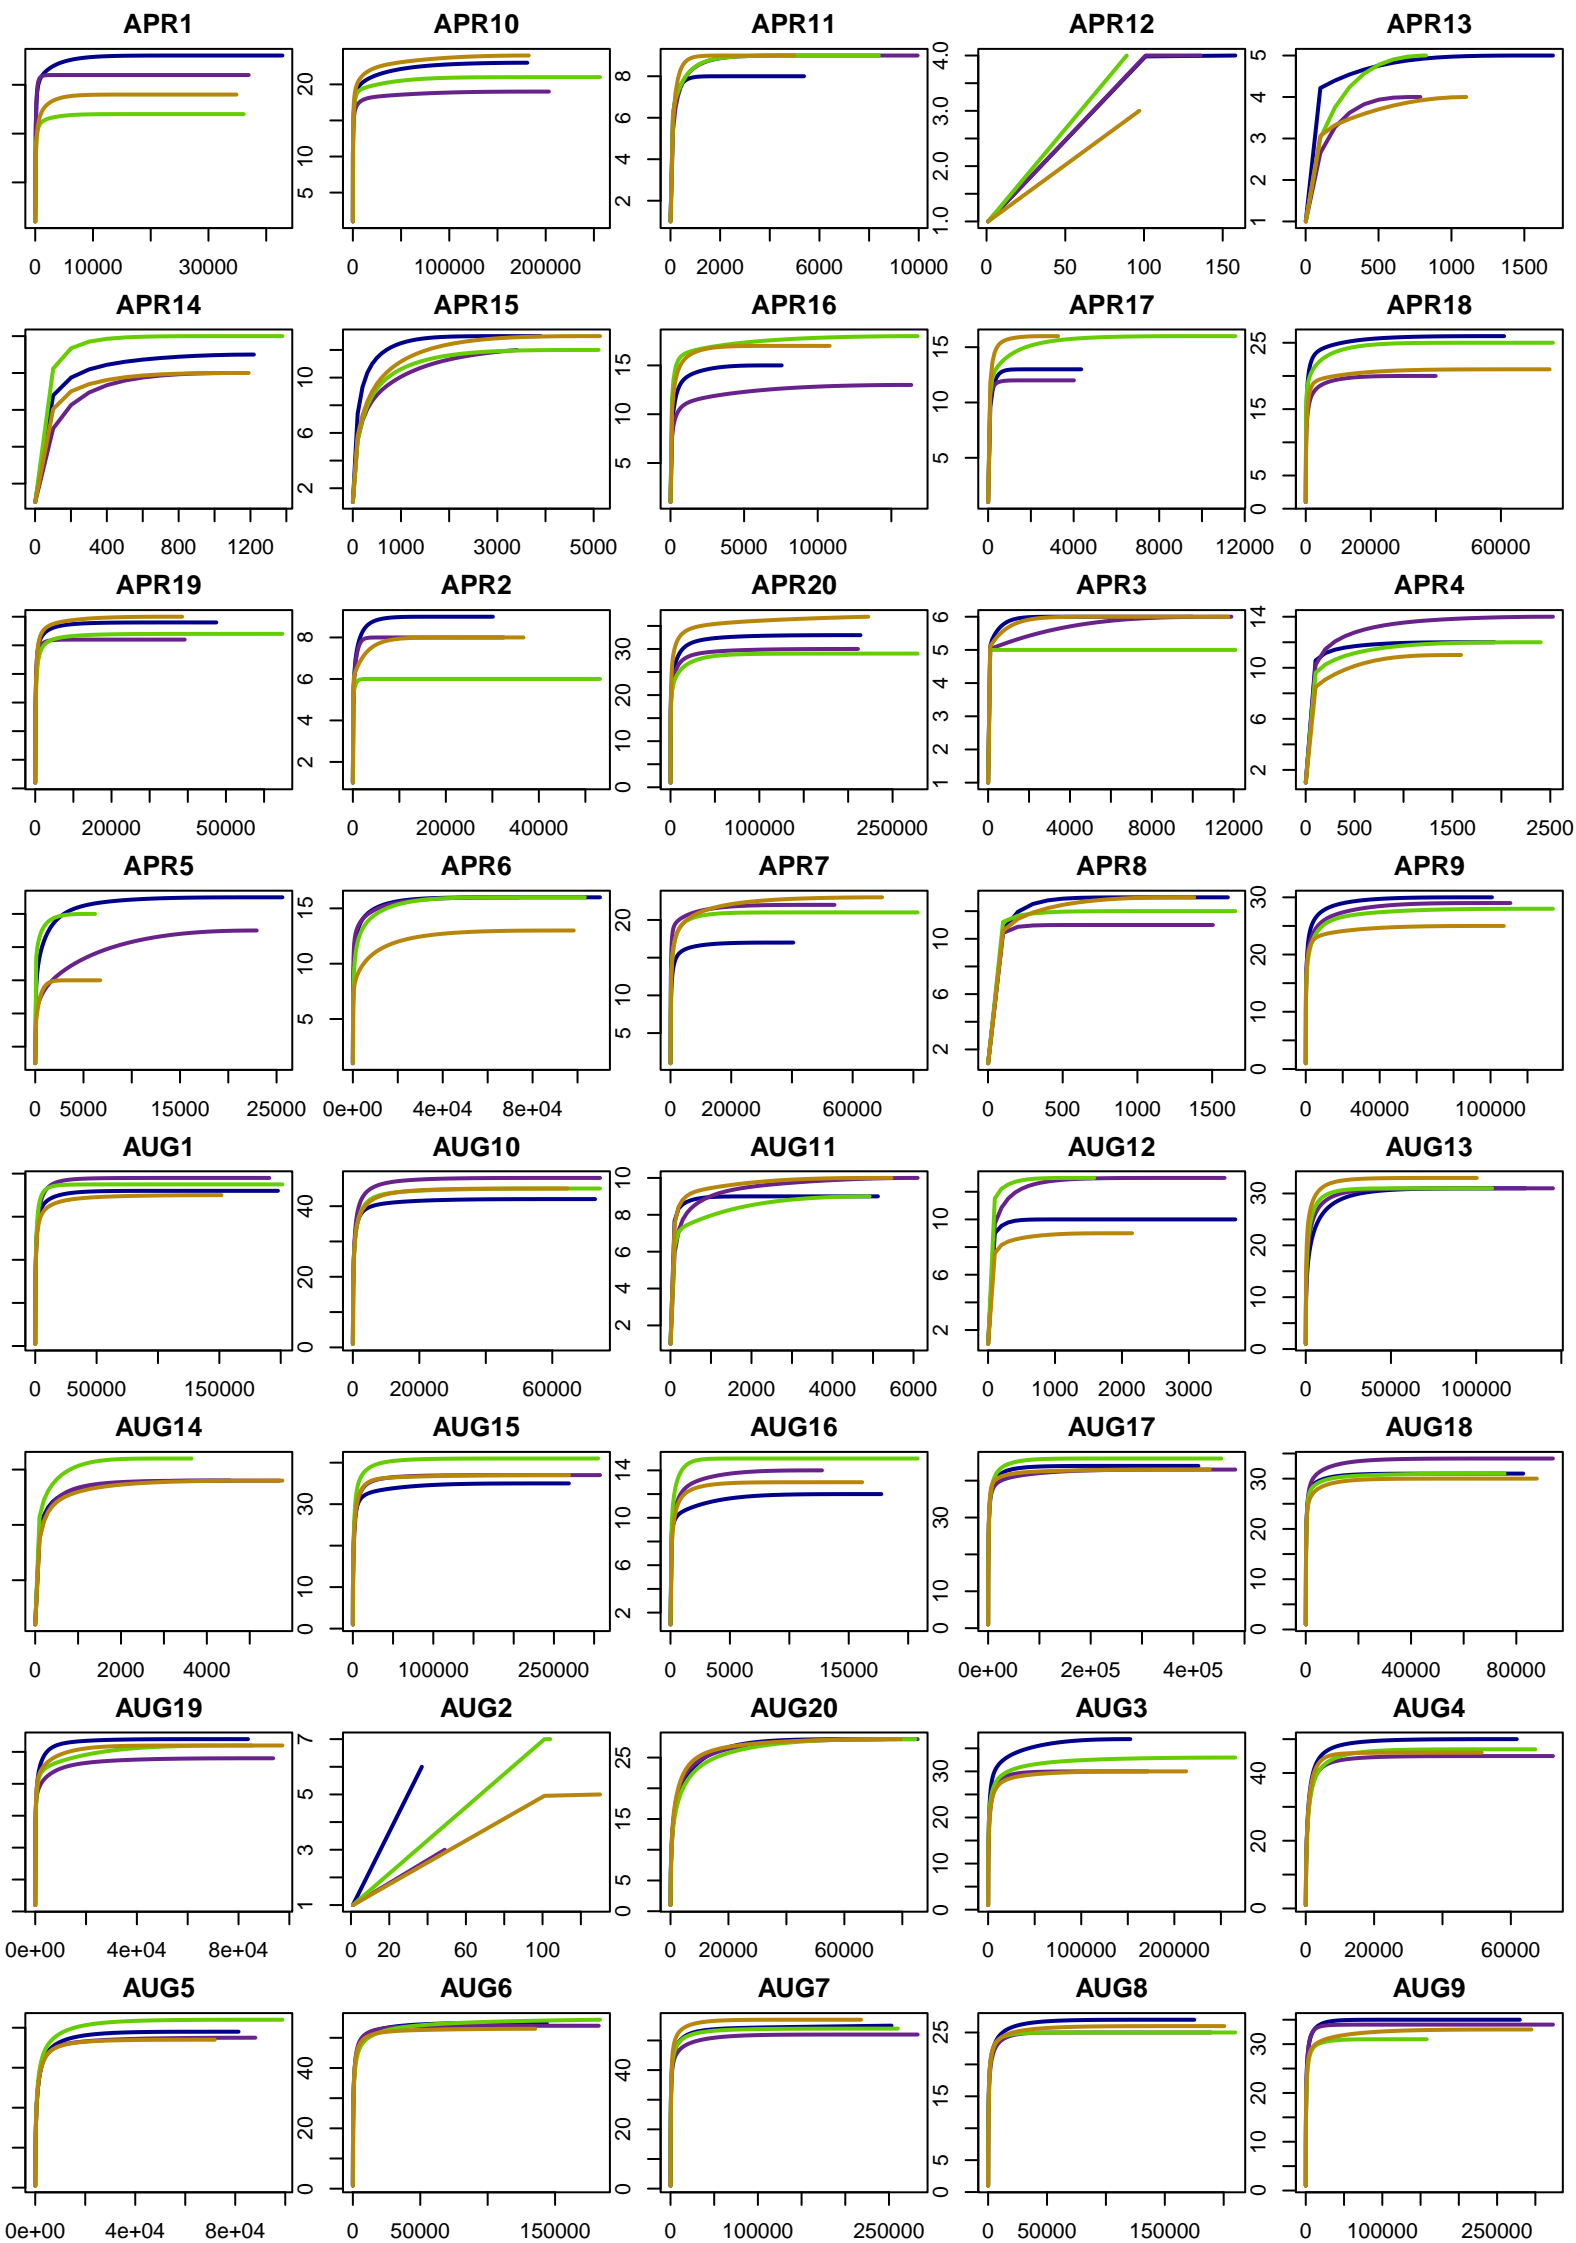 APR1 APR10 APR11 APR12 APR13
5 10 20
2 4 6 8
1.0 2.0 3.0 4.0
1 2 3 4 5
0 10000 30000
0 100000 200000
0 2000 6000 10000
0 50 100 150
0 500 1000 1500
APR14 APR15 APR16 APR17 APR18
2 6 10
5 10 15
5 10 15
0 5 15 25
0 400 800 1200
0 1000 3000 5000
0 5000 10000
0 4000 8000 12000
0 20000 60000
APR19 APR2 APR20 APR3 APR4
2 4 6 8
0 10 20 30
1 2 3 4 5 6
2 6 10 14
0 20000 50000
0 20000 40000
0 100000 250000
0 4000 8000 12000
0 500 1500 2500
APR5 APR6 APR7 APR8 APR9
5 10 15
5 10 20
2 6 10
0 10 20 30
0 5000 15000 25000
0e+00 4e+04 8e+04
0 20000 60000
0 500 1000 1500
0 40000 100000
AUG1 AUG10 AUG11 AUG12 AUG13
0 20 40
2 4 6 8 10
2 6 10
0 10 20 30
0 50000 150000
0 20000 60000
0 2000 4000 6000
0 1000 2000 3000
0 50000 100000
AUG14 AUG15 AUG16 AUG17 AUG18
0 10 30
2 6 10 14
0 10 30
0 10 20 30
0 2000 4000
0 100000 250000
0 5000 15000
0e+00 2e+05 4e+05
0 40000 80000
AUG19 AUG2 AUG20 AUG3 AUG4
1 3 5 7
0 5 15 25
0 10 20 30
0 20 40
0e+00 4e+04 8e+04
0 20 60 100
0 20000 60000
0 100000 200000
0 20000 60000
AUG5 AUG6 AUG7 AUG8 AUG9
0 20 40
0 20 40
0 5 15 25
0 10 20 30
0e+00 4e+04 8e+04
0 50000 150000
0 100000 250000
0 50000 150000
0 100000 250000